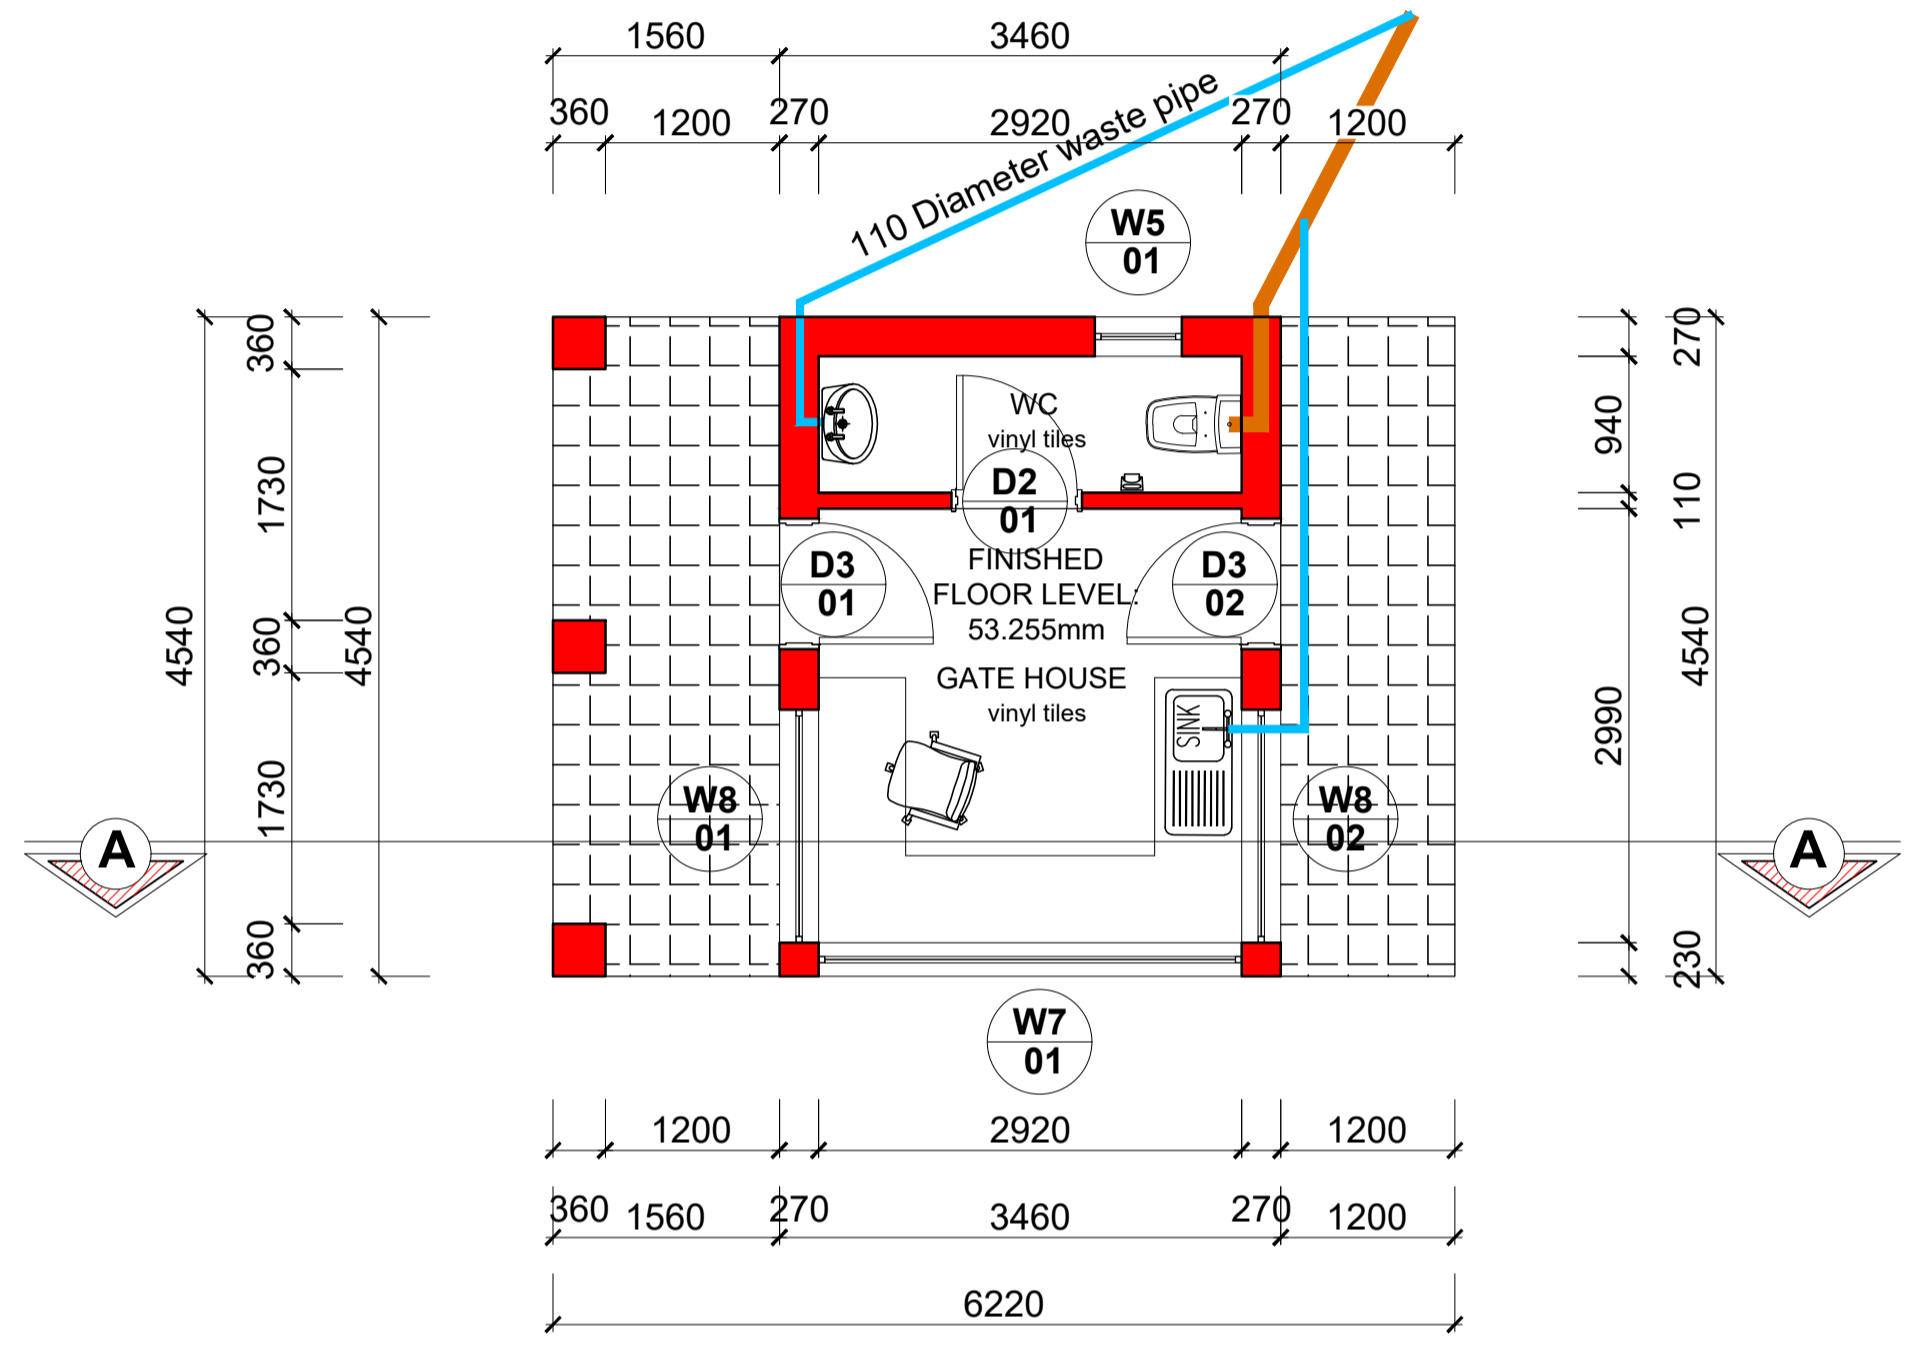 1560
3460
360
1200
270
2920
270
1200
110 Diameter waste pipe
W5
01
360
1730
360
1730
360
4540
4540
270
940
110
2990
230
4540
WC
vinyl tiles
D2
01
D3
01
FINISHED
FLOOR LEVEL:
53.255mm
D3
02
GATE HOUSE
vinyl tiles
SINK
W8
01
W8
02
A
A
W7
01
1200
2920
1200
360
1560
270
3460
270
1200
6220